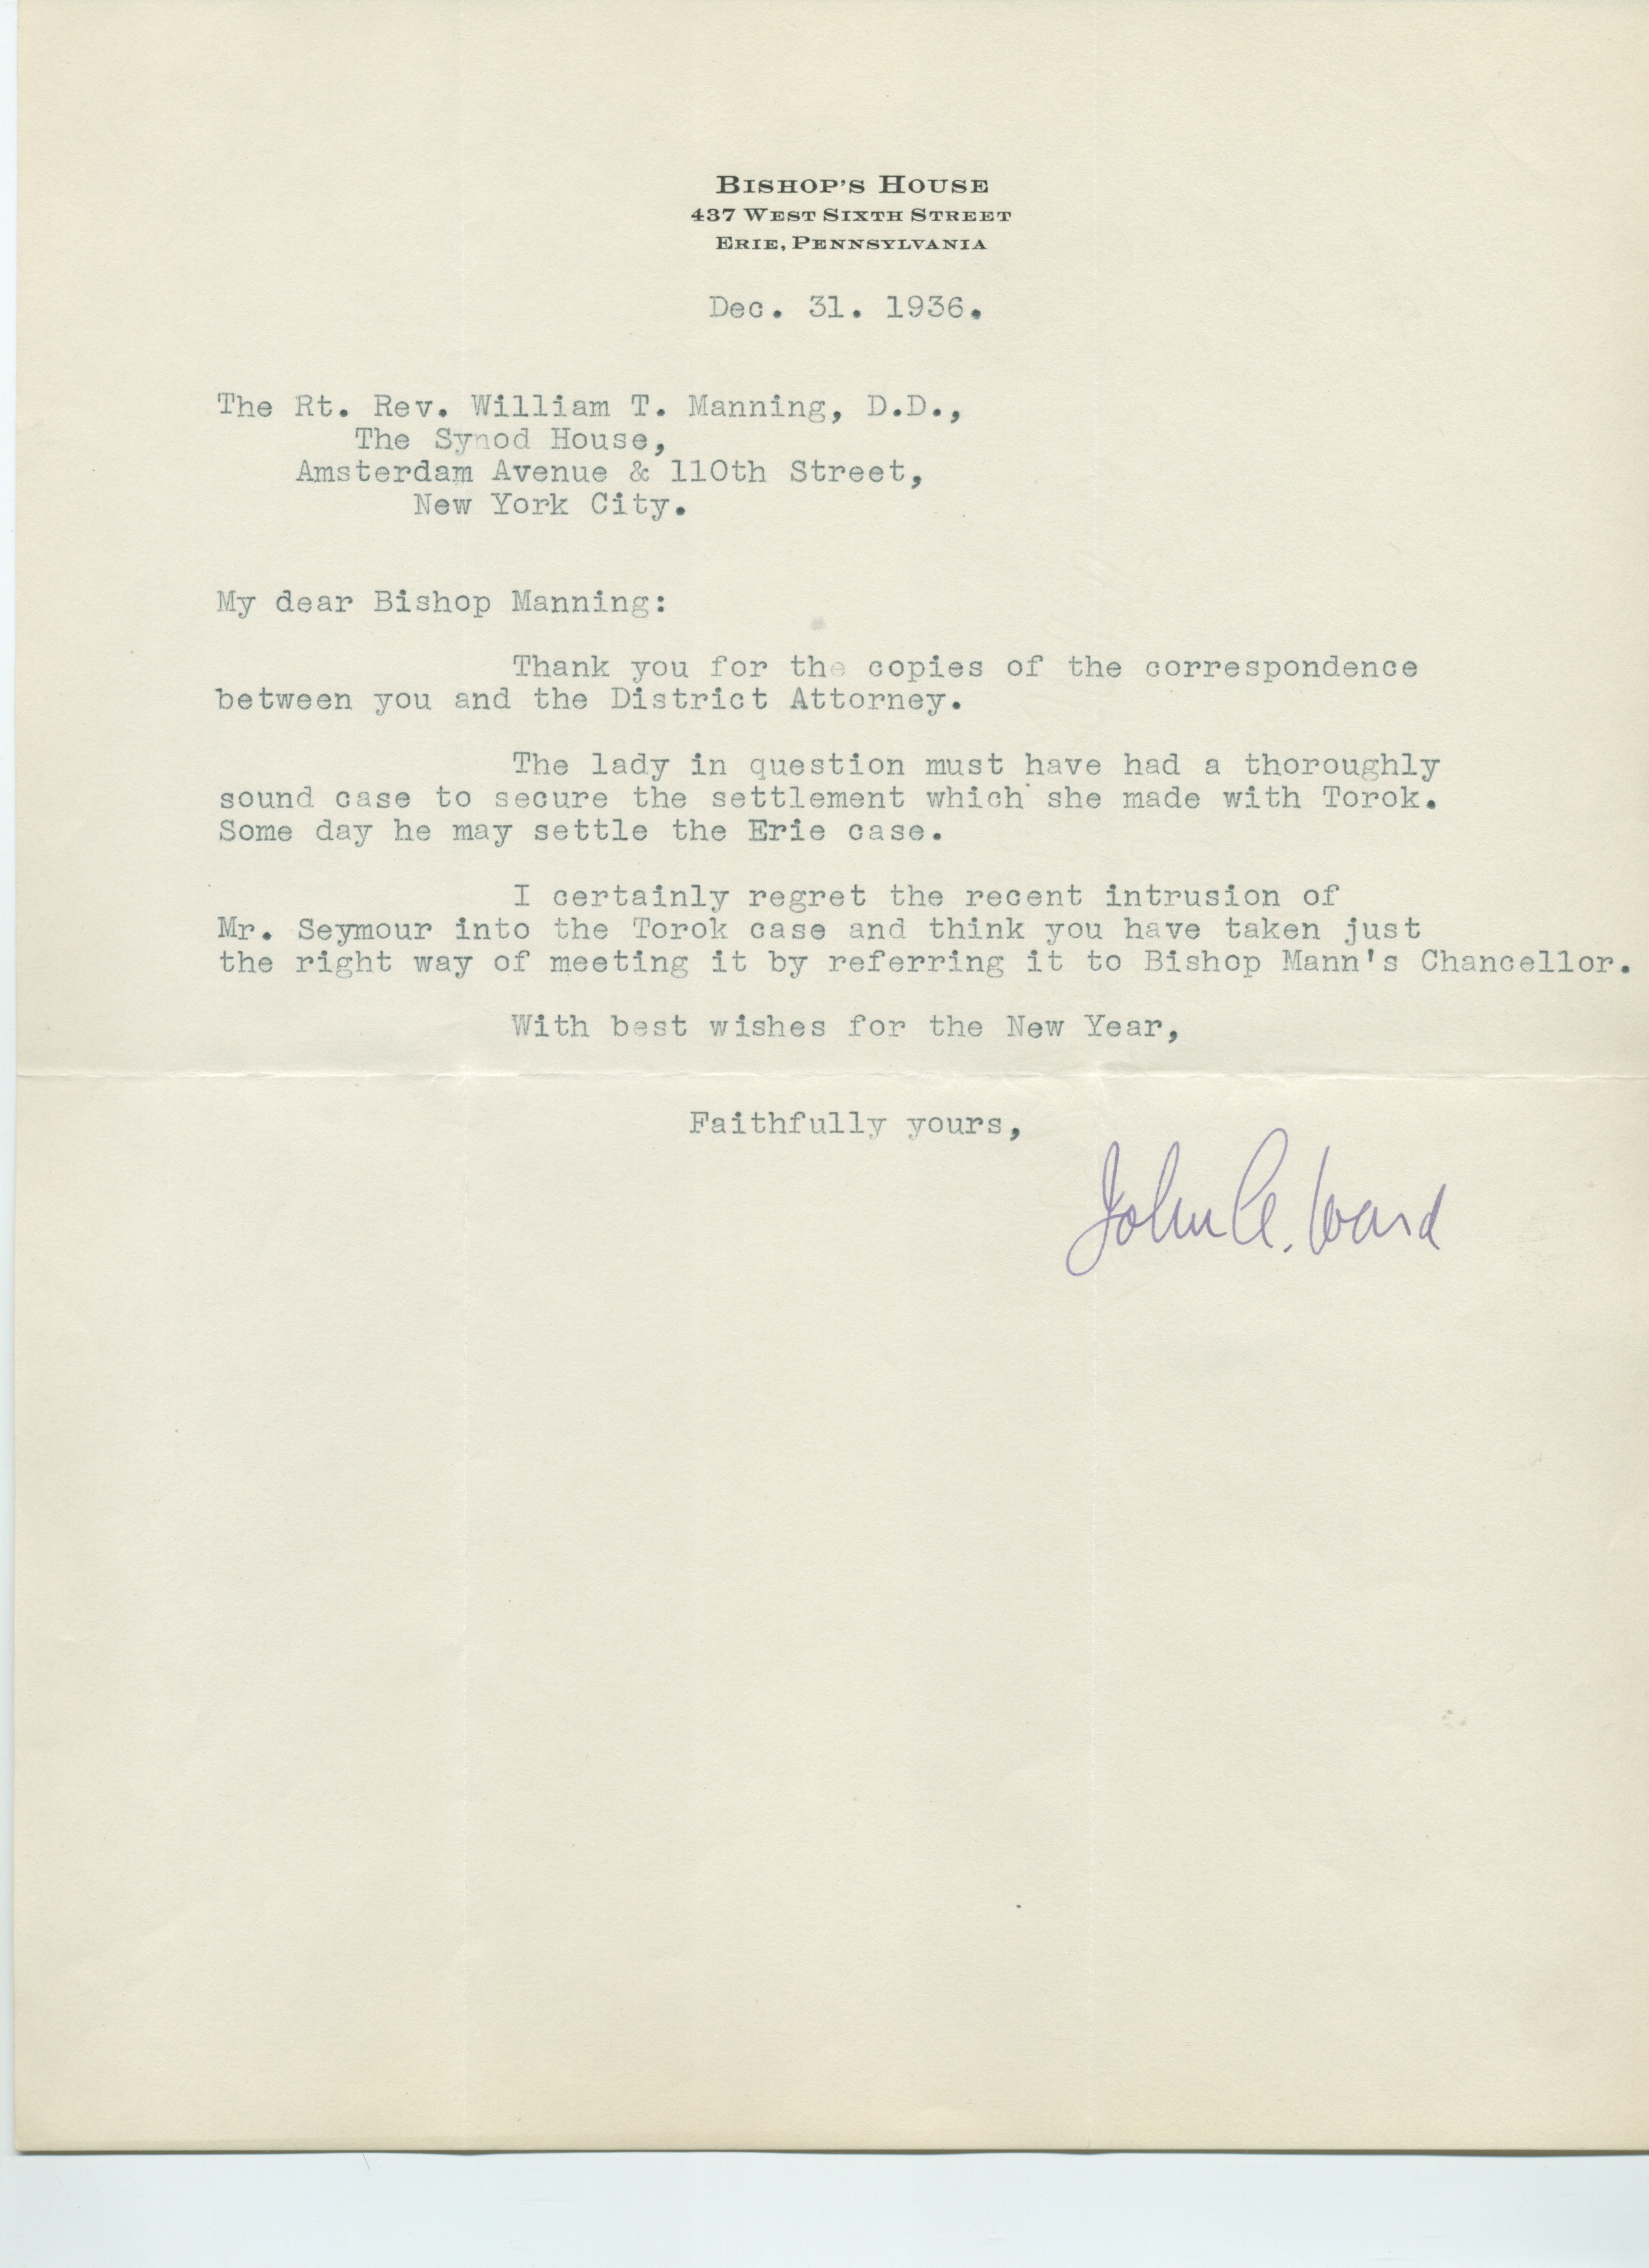 BISHOP'S HOUSE
437 WEST SIXTH STREET
ERIE, PENNSYLVANIA
Dec. 31. 1936.
The Rt. Rev. William T. Manning, D.D.,
The Synod House,
Amsterdam Avenue & 110th Street,
New York City.
My dear Bishop Manning:
Thank you for the copies of the correspondence
between you and the District Attorney.
The lady in question must have had a thoroughly
sound case to secure the settlement which she made with Torok.
Some day he may settle the Erie case.
I certainly regret the recent intrusion of
Mr. Seymour into the Torok case and think you have taken just
the right way of meeting it by referring it to Bishop Mann's Chancellor.
With best wishes for the New Year,
Faithfully yours,
John C. Ward